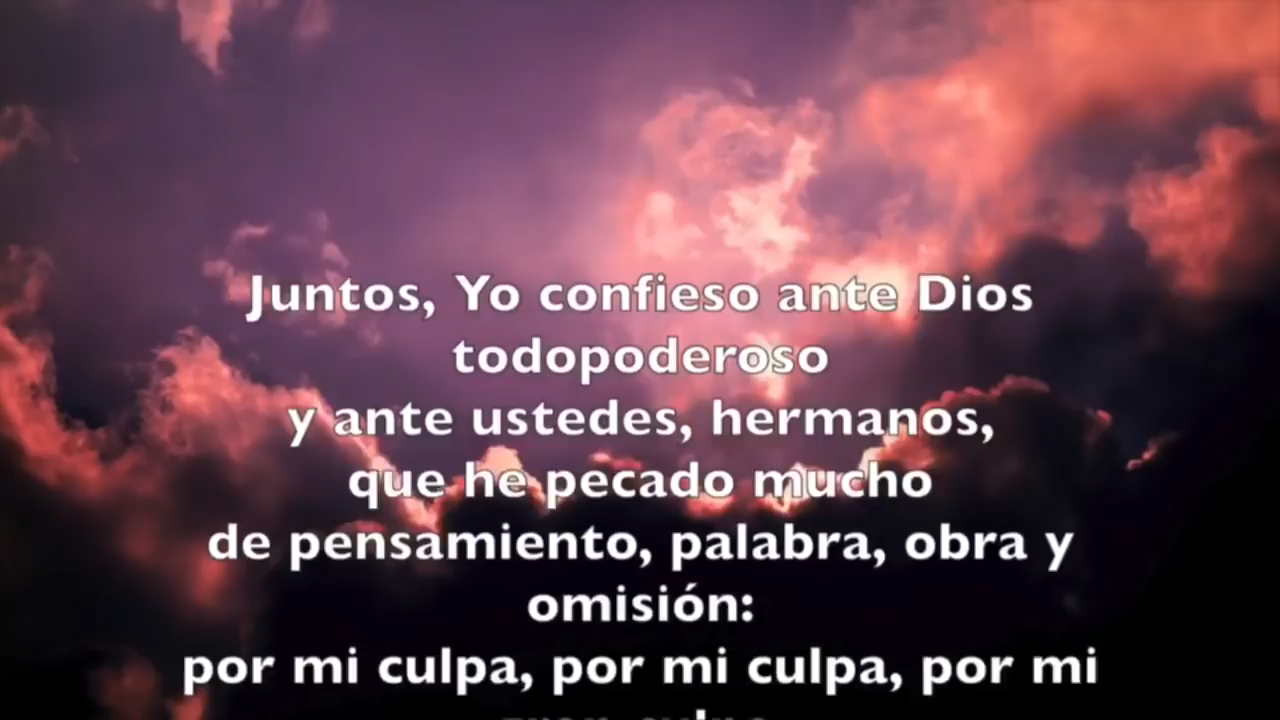 Juntos, Yo confieso ante Dios
todopoderoso
y ante ustedes, hermanos,
que he pecado mucho
de pensamiento, palabra, obra y
omisión:
por mi culpa, por mi culpa, por mi